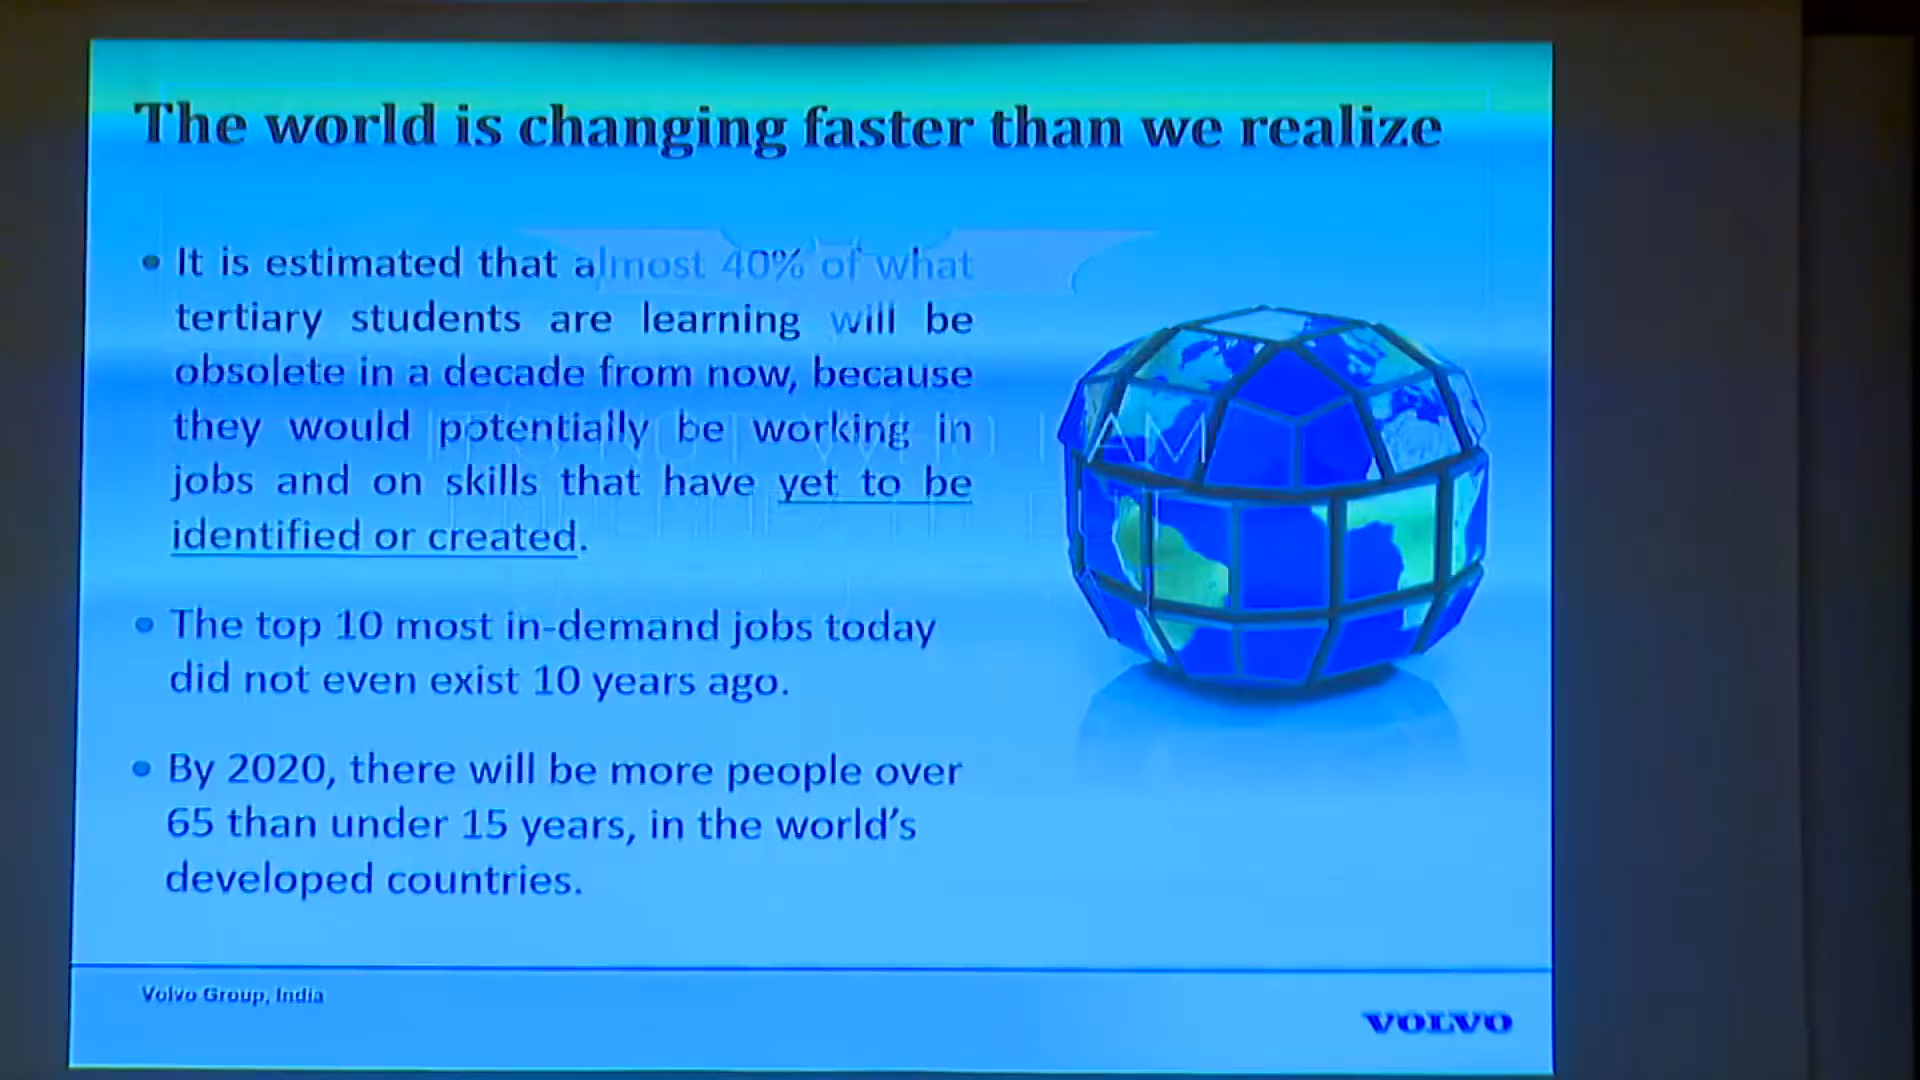 The world is changing faster than we realize
• It is estimated that almost 40% of what
tertiary students are learning will be
obsolete in a decade from now, because
they would potentially be working in
jobs and on skills that have yet to be
identified or created.
• The top 10 most in-demand jobs today
did not even exist 10 years ago.
• By 2020, there will be more people over
65 than under 15 years, in the world's
developed countries.
Volvo Group, India
VOLVO
IT'S NOT WHO I AM